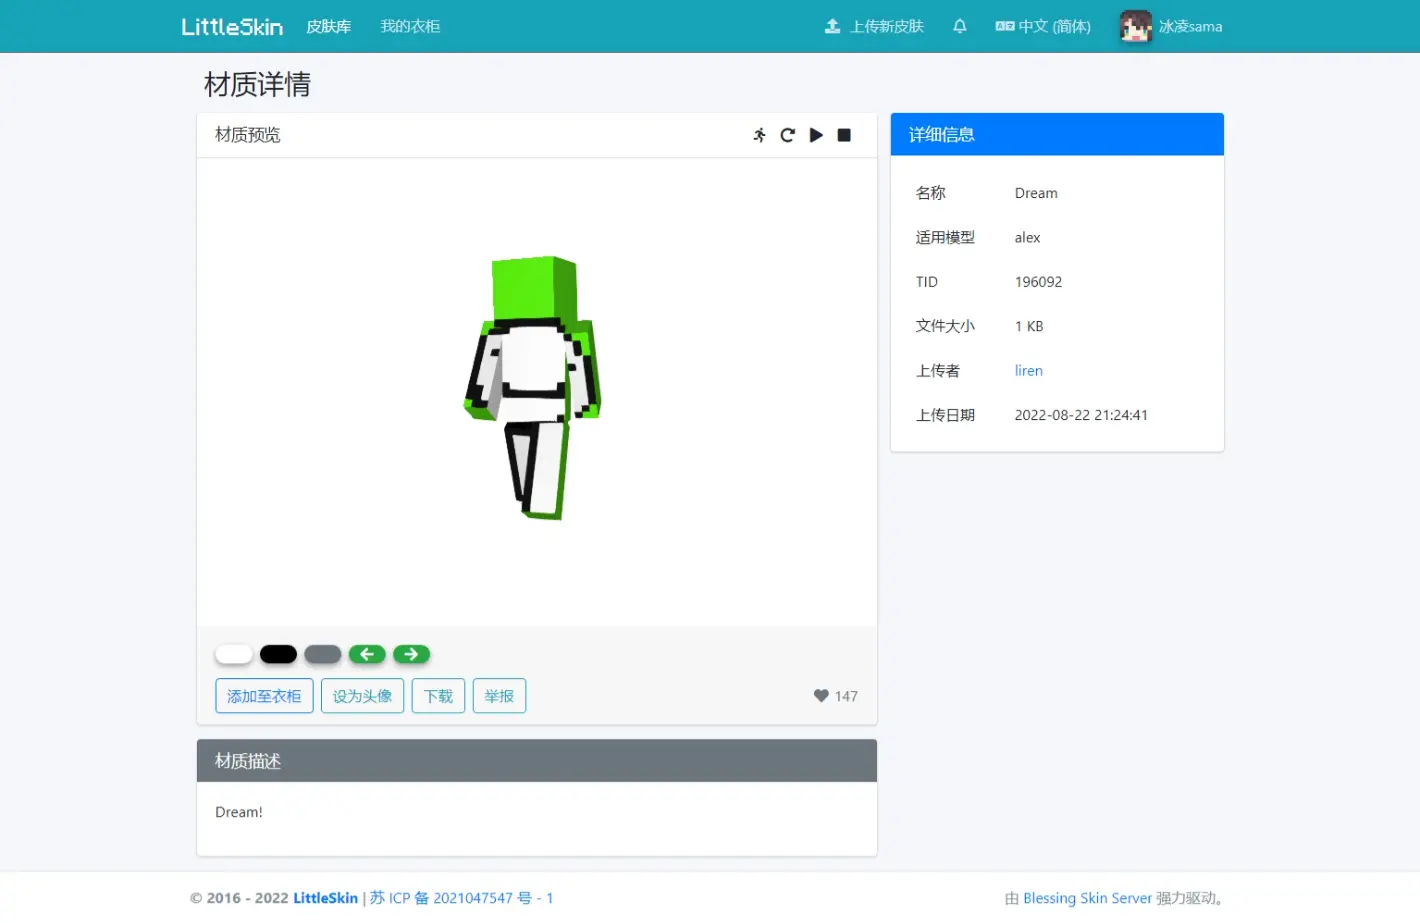 LittleSkin 皮肤库 我的衣柜 上传新皮肤 中文 (简体) 冰凌sama
材质详情
材质预览
详细信息
名称 Dream
适用模型 alex
TID 196092
文件大小 1 KB
上传者 liren
上传日期 2022-08-22 21:24:41
添加至衣柜 设为头像 下载 举报 147
材质描述
Dream!
© 2016 - 2022 LittleSkin | 苏 ICP 备 2021047547 号 - 1 由 Blessing Skin Server 强力驱动。